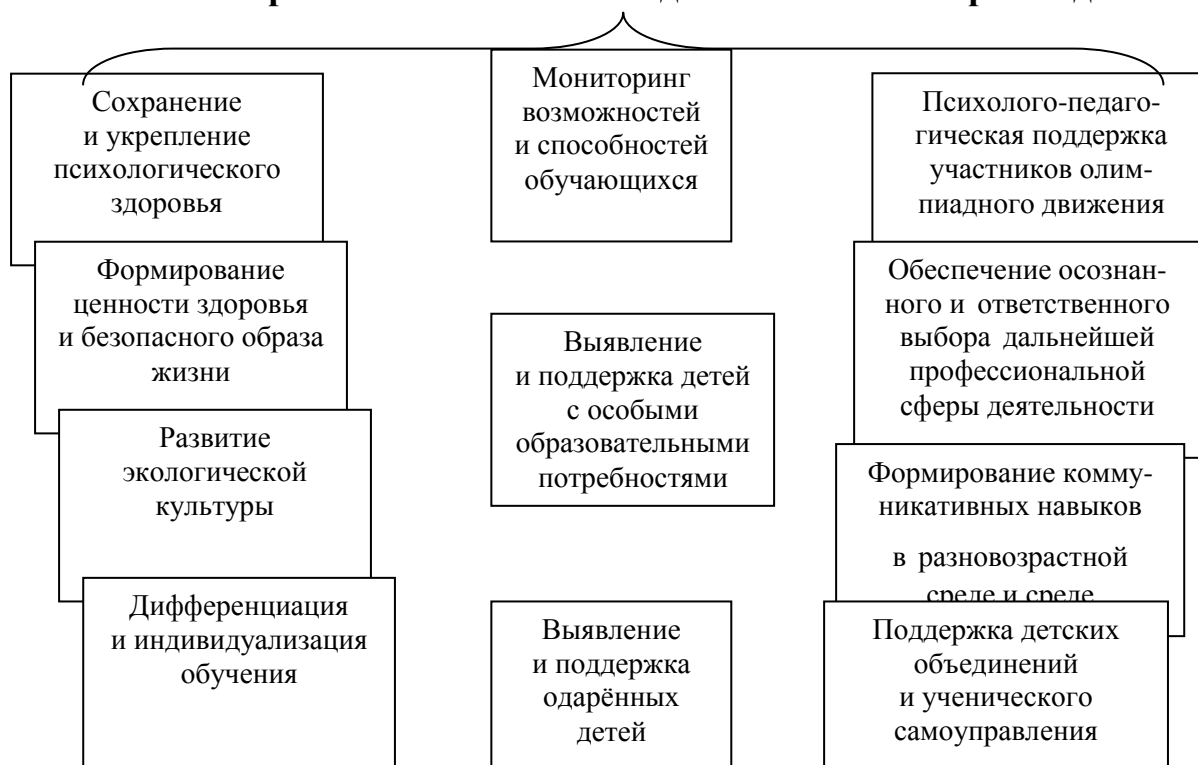 Сохранение
и укрепление
психологического
здоровья
Формирование
ценности здоровья
и безопасного образа
жизни
Развитие
экологической
культуры
Дифференциация
и индивидуализация
обучения
Мониторинг
возможностей
и способностей
обучающихся
Выявление
и поддержка детей
с особыми
образовательными
потребностями
Выявление
и поддержка
одарённых
детей
Психолого-педаго-
гическая поддержка
участников олим-
пиадного движения
Обеспечение осознан-
ного и ответственного
выбора дальнейшей
профессиональной
сферы деятельности
Формирование комму-
никативных навыков
в разновозрастной
среде и среде
Поддержка детских
объединений
и ученического
самоуправления